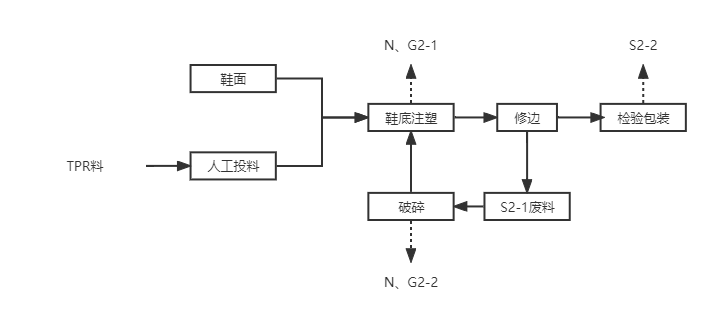 N、G2-1
S2-2
鞋面
鞋底注塑
修边
检验包装
TPR料
人工投料
破碎
S2-1废料
N、G2-2